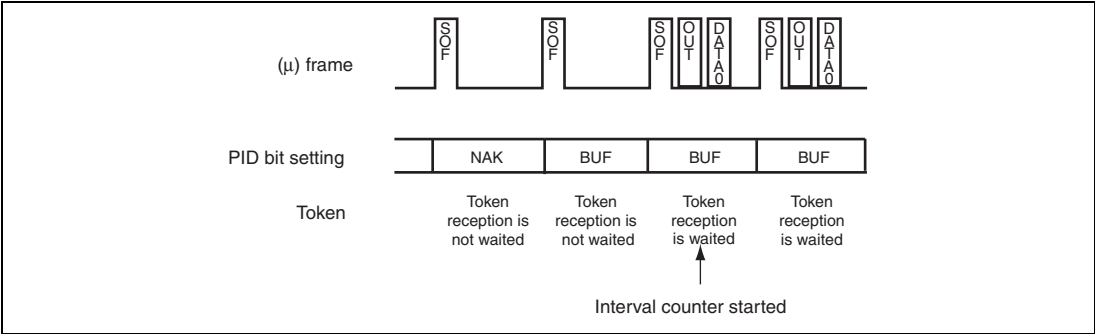 (μ) frame
SOF SOF SOF OUT DATA0 SOF OUT DATA0
PID bit setting
NAK BUF BUF BUF
Token
Token reception is not waited
Token reception is not waited
Token reception is waited
Token reception is waited
Interval counter started